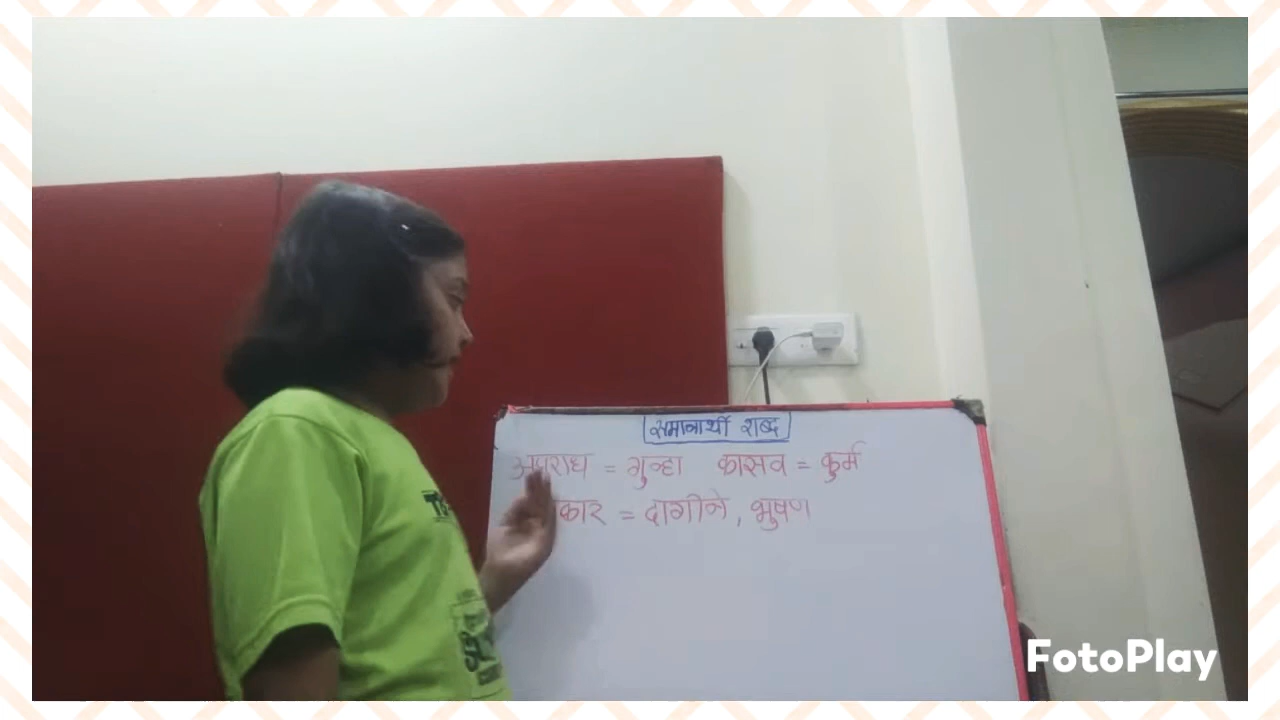 समानार्थी शब्द
अपराध = गुन्हा कासव = कुर्म
कार = दागीने, भुषण
FotoPlay